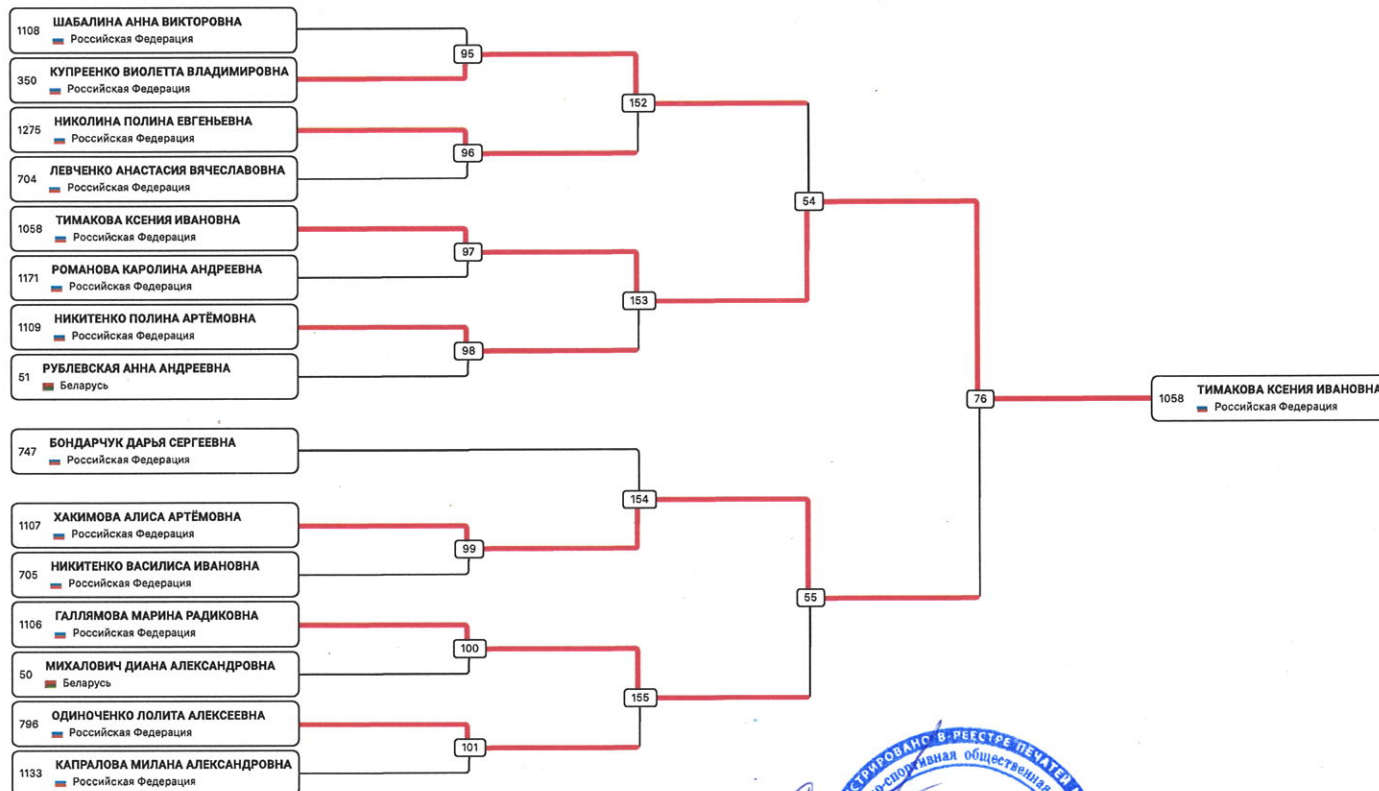 1108 ШАБАЛИНА АННА ВИКТОРОВНА
Российская Федерация
350 КУПРЕЕНКО ВИОЛЕТТА ВЛАДИМИРОВНА
Российская Федерация
1275 НИКОЛИНА ПОЛИНА ЕВГЕНЬЕВНА
Российская Федерация
704 ЛЕВЧЕНКО АНАСТАСИЯ ВЯЧЕСЛАВОВНА
Российская Федерация
1058 ТИМАКОВА КСЕНИЯ ИВАНОВНА
Российская Федерация
1171 РОМАНОВА КАРОЛИНА АНДРЕЕВНА
Российская Федерация
1109 НИКИТЕНКО ПОЛИНА АРТЁМОВНА
Российская Федерация
51 РУБЛЕВСКАЯ АННА АНДРЕЕВНА
Беларусь
747 БОНДАРЧУК ДАРЬЯ СЕРГЕЕВНА
Российская Федерация
1107 ХАКИМОВА АЛИСА АРТЁМОВНА
Российская Федерация
705 НИКИТЕНКО ВАСИЛИСА ИВАНОВНА
Российская Федерация
1106 ГАЛЛЯМОВА МАРИНА РАДИКОВНА
Российская Федерация
50 МИХАЛОВИЧ ДИАНА АЛЕКСАНДРОВНА
Беларусь
796 ОДИНОЧЕНКО ЛОЛИТА АЛЕКСЕЕВНА
Российская Федерация
1133 КАПРАЛОВА МИЛАНА АЛЕКСАНДРОВНА
Российская Федерация
95
96
97
98
99
100
101
152
153
154
155
54
55
76
1058 ТИМАКОВА КСЕНИЯ ИВАНОВНА
Российская Федерация
В РЕЕСТРЕ ПЕЧАТЕЙ
спортивная общественная